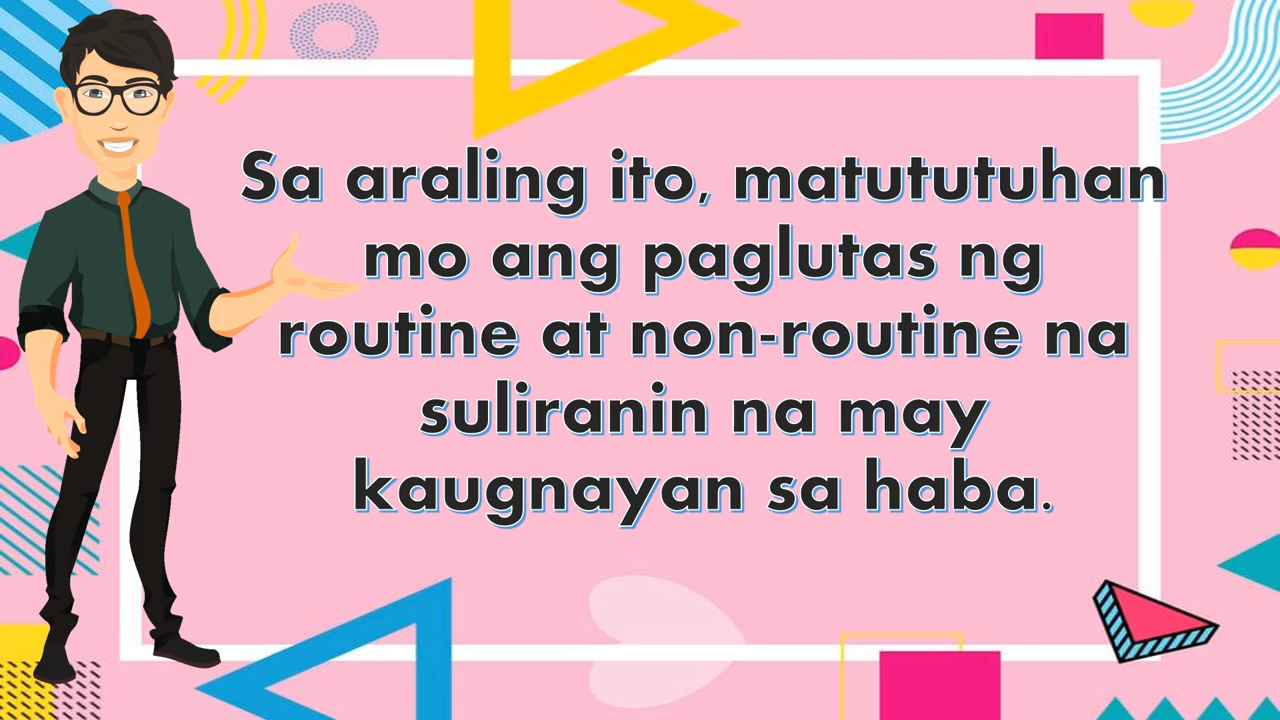 Sa araling ito, matututuhan
mo ang paglutas ng
routine at non-routine na
suliranin na may
kaugnayan sa haba.